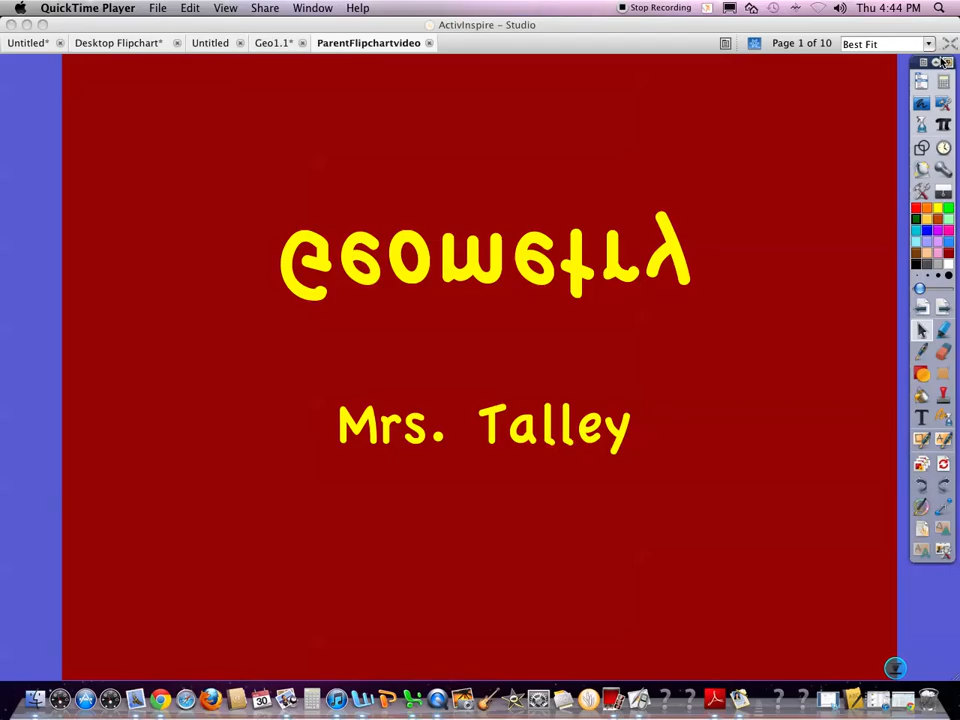 QuickTime Player File Edit View Share Window Help Stop Recording Thu 4:44 PM
ActivInspire - Studio
Untitled* Desktop Flipchart* Untitled Geo1.1* ParentFlipchartvideo Page 1 of 10 Best Fit
geometry
Mrs. Talley